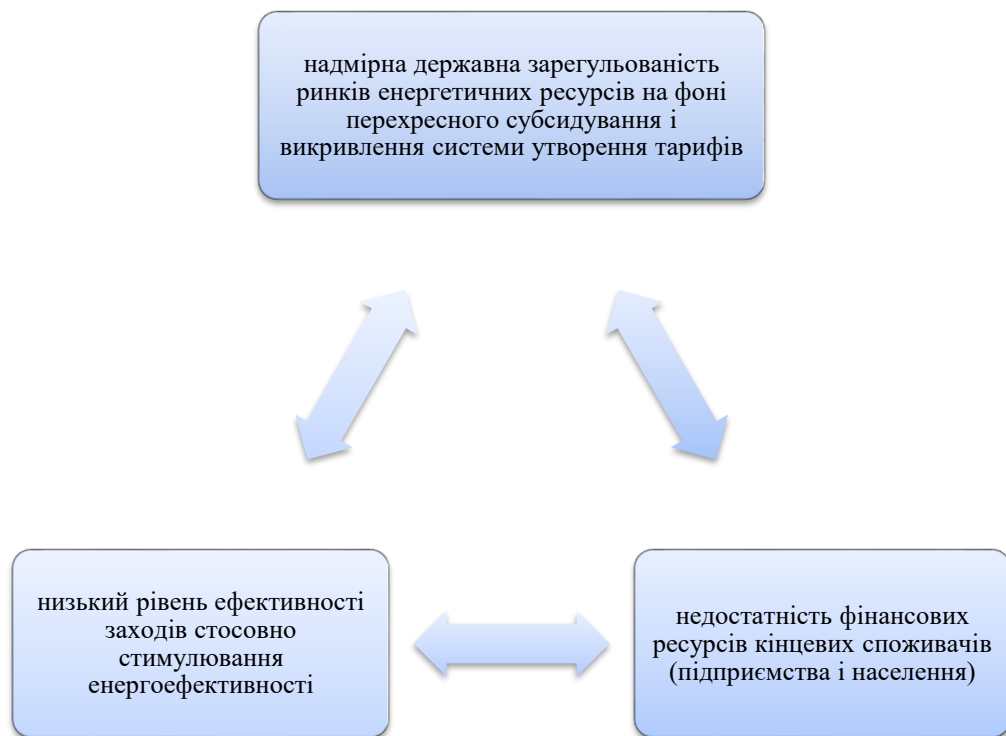 надмірна державна зарегульованість
ринків енергетичних ресурсів на фоні
перехресного субсидування і
викривлення системи утворення тарифів
низький рівень ефективності
заходів стосовно
стимулювання
енергоефективності
недостатність фінансових
ресурсів кінцевих споживачів
(підприємства і населення)